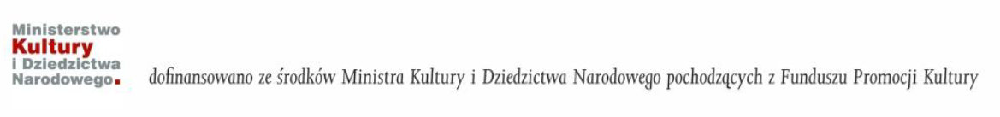 Ministerstwo
Kultury
i Dziedzictwa
Narodowego.
dofinansowano ze środków Ministra Kultury i Dziedzictwa Narodowego pochodzących z Funduszu Promocji Kultury